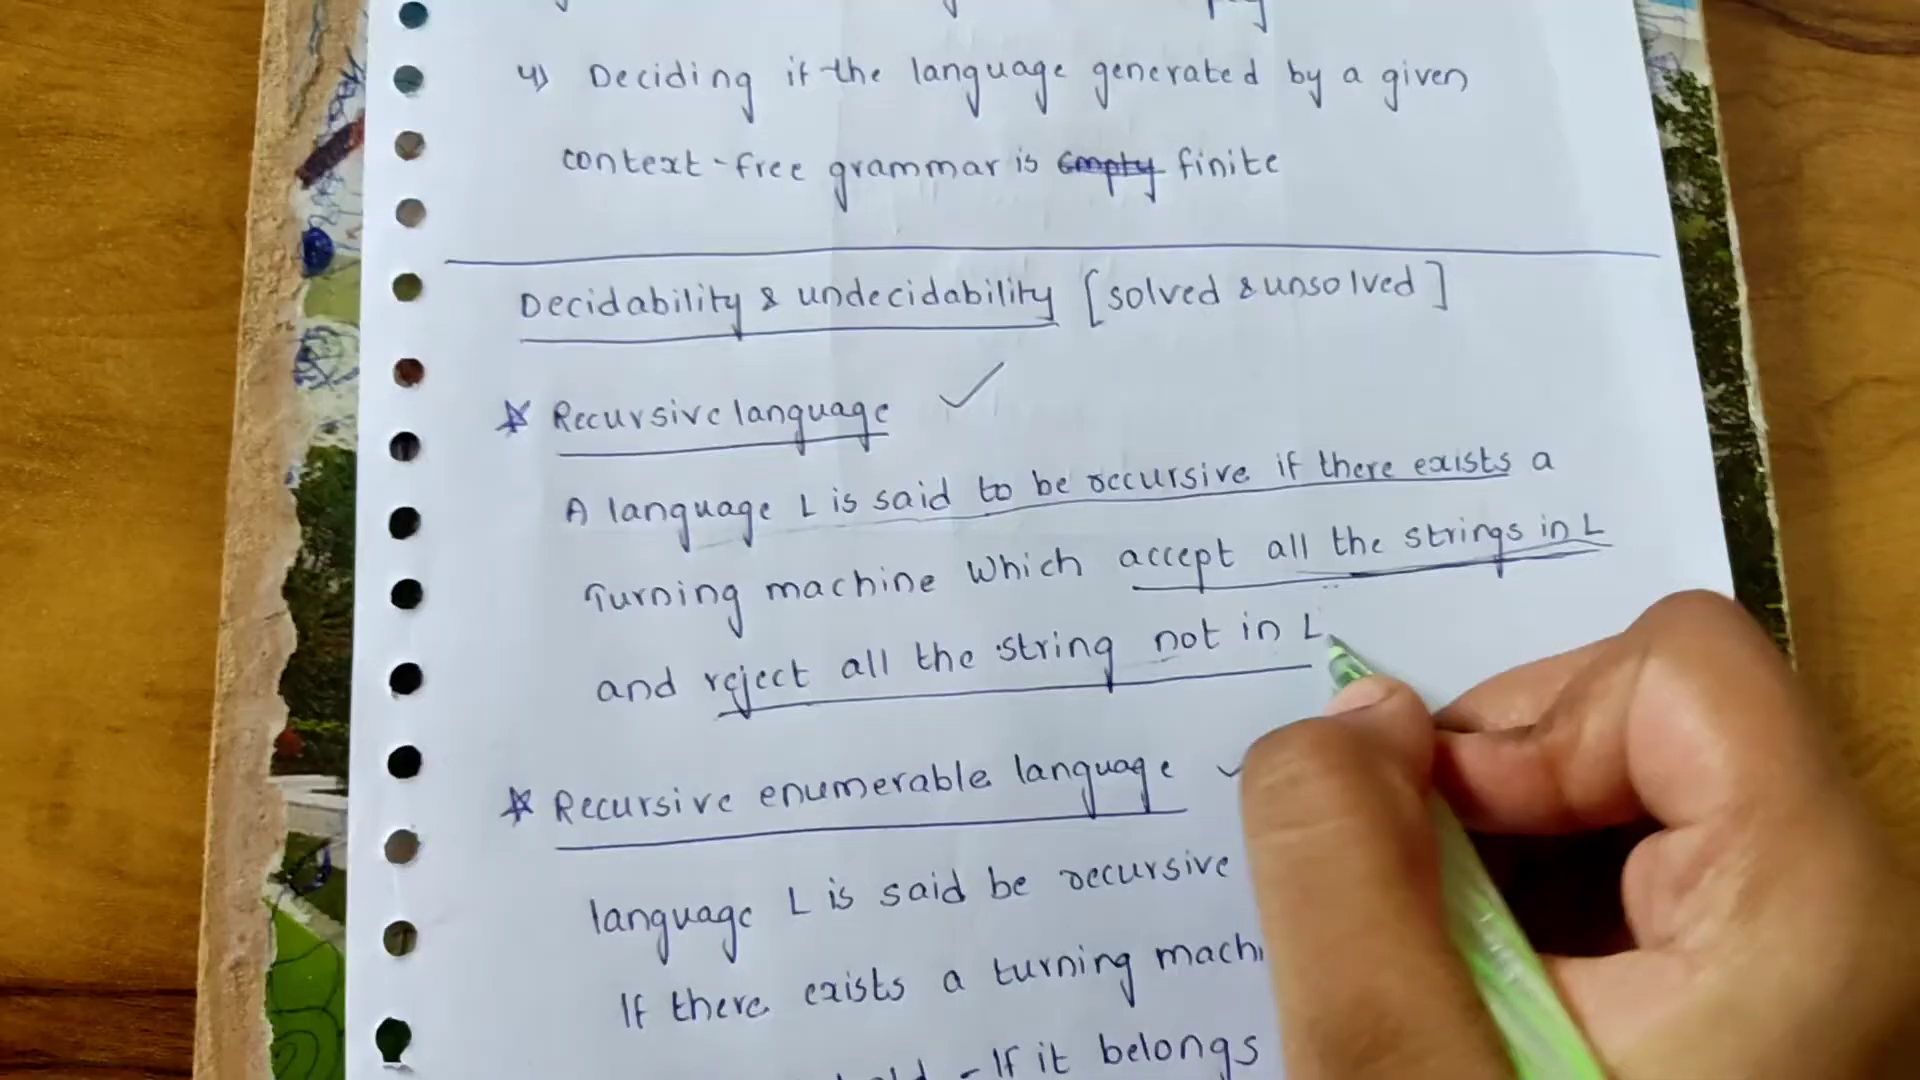 4) Deciding if the language generated by a given
context-free grammar is empty finite
Decidability & undecidability [solved & unsolved]
Recursive language
A language L is said to be recursive if there exists a
Turning machine which accept all the strings in L
and reject all the string not in L
Recursive enumerable language
language L is said be recursive
If there exists a turning machi
- If it belongs